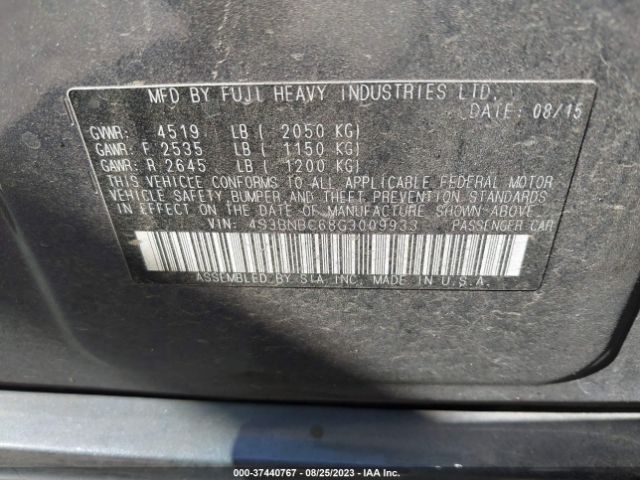 MFD BY FUJI HEAVY INDUSTRIES LTD.
DATE: 08/15
GVWR: 4519 LB ( 2050 KG)
GAWR: F 2535 LB ( 1150 KG)
GAWR: R 2645 LB ( 1200 KG)
THIS VEHICLE CONFORMS TO ALL APPLICABLE FEDERAL MOTOR
VEHICLE SAFETY, BUMPER, AND THEFT PREVENTION STANDARDS
IN EFFECT ON THE DATE OF MANUFACTURE SHOWN ABOVE.
VIN: 4S3BNBC68G3009933 PASSENGER CAR
ASSEMBLED BY SIA, INC. MADE IN U.S.A.
000-37440767 • 08/25/2023 • IAA Inc.